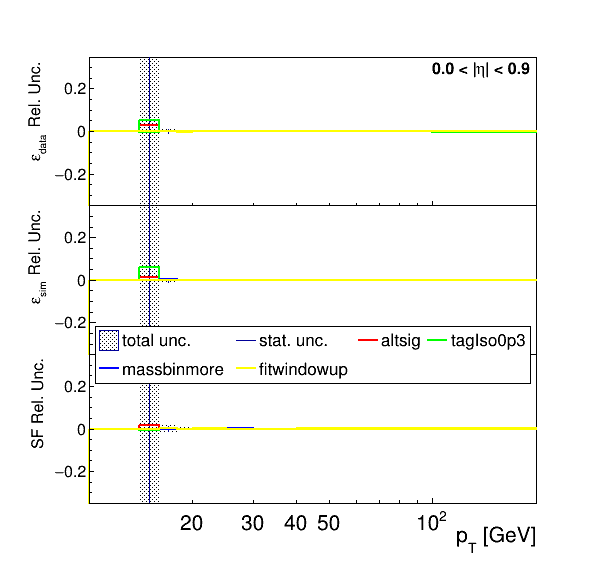 0.0 < |η| < 0.9
ε_data Rel. Unc.
0.2
0
−0.2
ε_sim Rel. Unc.
0.2
0
−0.2
total unc. stat. unc. altsig tagIso0p3
massbinmore fitwindowup
SF Rel. Unc.
0.2
0
−0.2
20 30 40 50 10²
p_T [GeV]